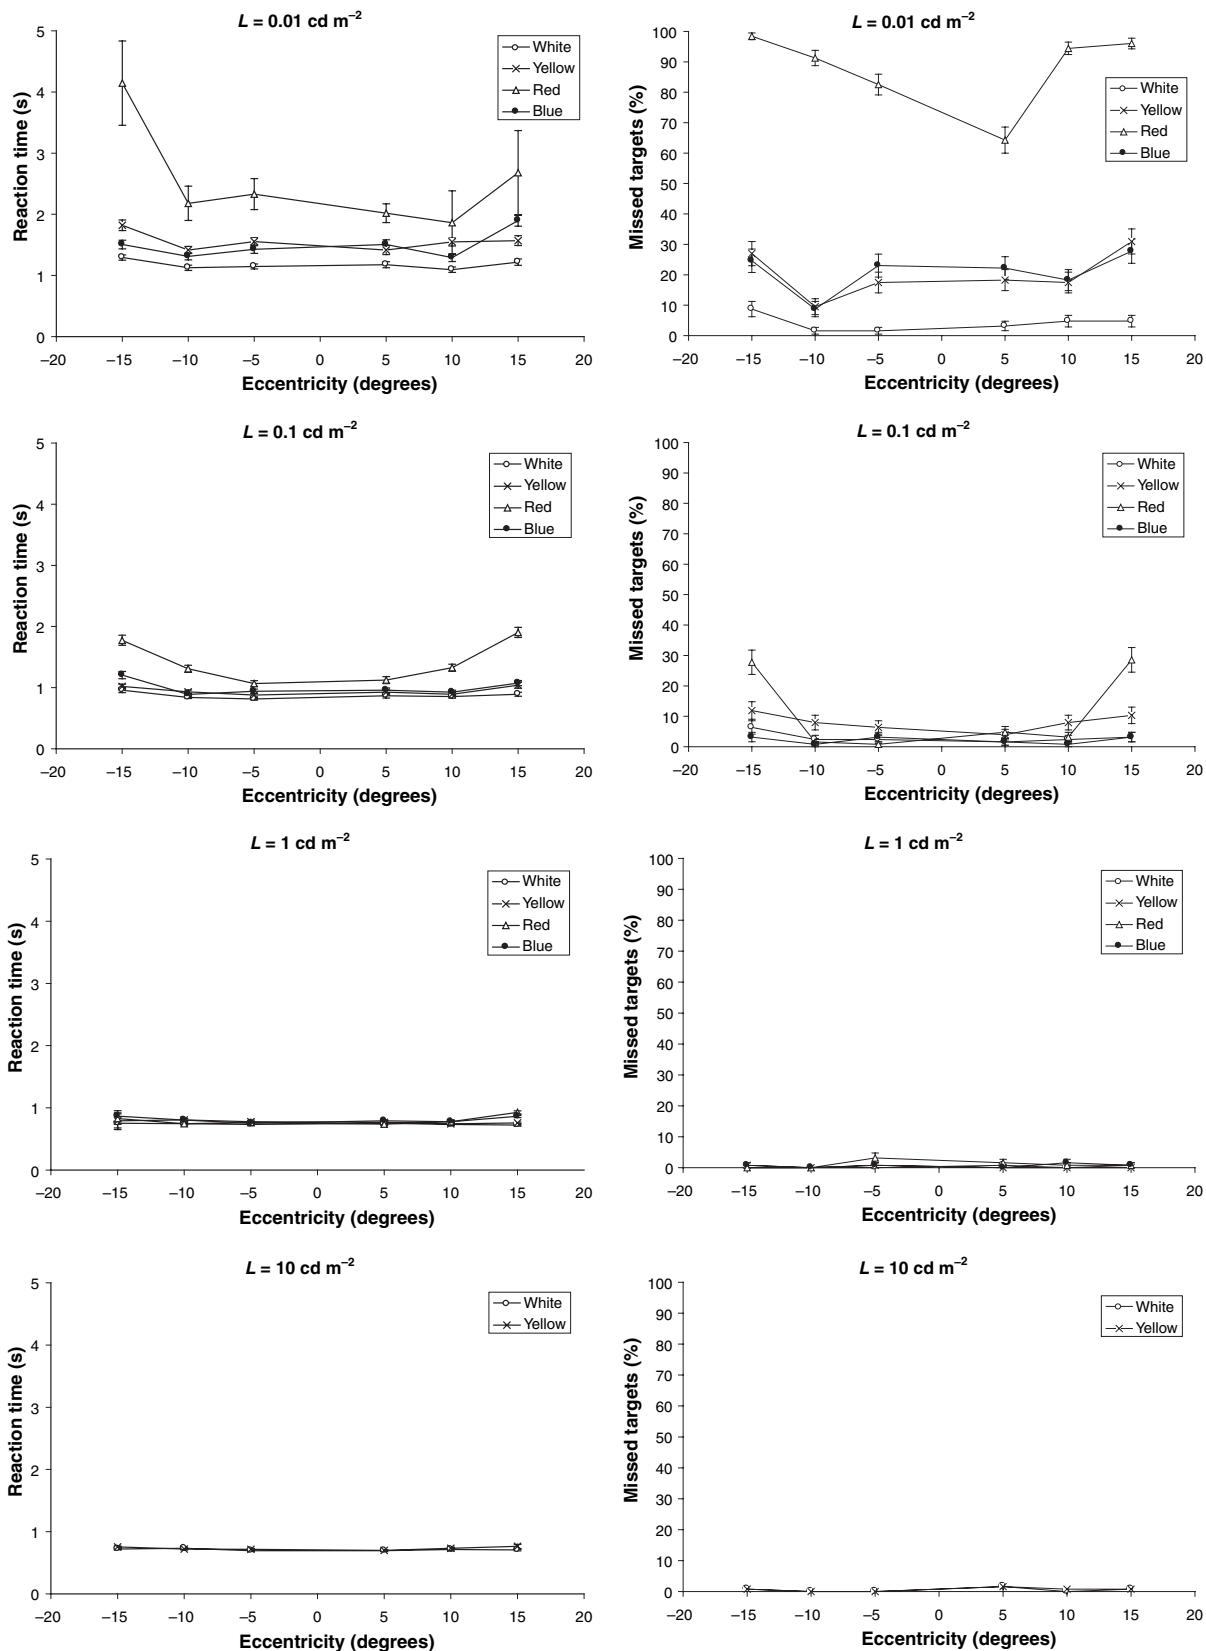 L = 0.01 cd m⁻²
5
4
3
2
1
0
Reaction time (s)
White
Yellow
Red
Blue
−20 −15 −10 −5 0 5 10 15 20
Eccentricity (degrees)
L = 0.01 cd m⁻²
100
90
80
70
60
50
40
30
20
10
0
Missed targets (%)
White
Yellow
Red
Blue
−20 −15 −10 −5 0 5 10 15 20
Eccentricity (degrees)
L = 0.1 cd m⁻²
5
4
3
2
1
0
Reaction time (s)
White
Yellow
Red
Blue
−20 −15 −10 −5 0 5 10 15 20
Eccentricity (degrees)
L = 0.1 cd m⁻²
100
90
80
70
60
50
40
30
20
10
0
Missed targets (%)
White
Yellow
Red
Blue
−20 −15 −10 −5 0 5 10 15 20
Eccentricity (degrees)
L = 1 cd m⁻²
5
4
3
2
1
0
Reaction time (s)
White
Yellow
Red
Blue
−20 −15 −10 −5 0 5 10 15 20
Eccentricity (degrees)
L = 1 cd m⁻²
100
90
80
70
60
50
40
30
20
10
0
Missed targets (%)
White
Yellow
Red
Blue
−20 −15 −10 −5 0 5 10 15 20
Eccentricity (degrees)
L = 10 cd m⁻²
5
4
3
2
1
0
Reaction time (s)
White
Yellow
−20 −15 −10 −5 0 5 10 15 20
Eccentricity (degrees)
L = 10 cd m⁻²
100
90
80
70
60
50
40
30
20
10
0
Missed targets (%)
White
Yellow
−20 −15 −10 −5 0 5 10 15 20
Eccentricity (degrees)